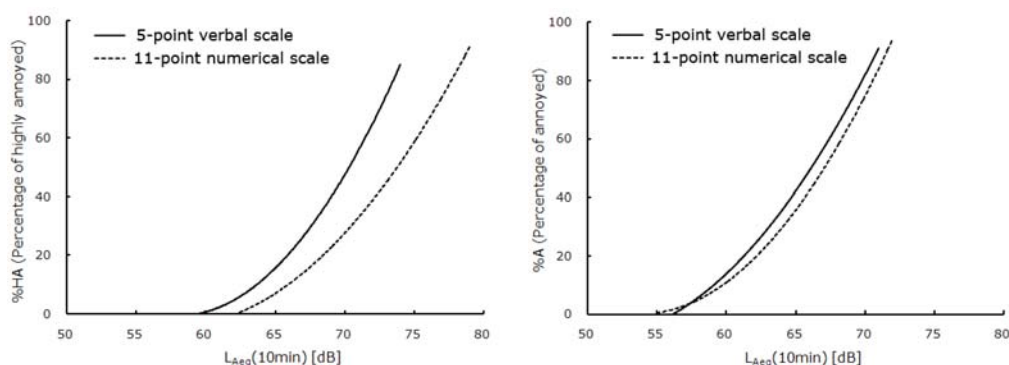 %HA (Percentage of highly annoyed)
100
80
60
40
20
0
5-point verbal scale
11-point numerical scale
50 55 60 65 70 75 80
LAeq(10min) [dB]
%A (Percentage of annoyed)
100
80
60
40
20
0
5-point verbal scale
11-point numerical scale
50 55 60 65 70 75 80
LAeq(10min) [dB]